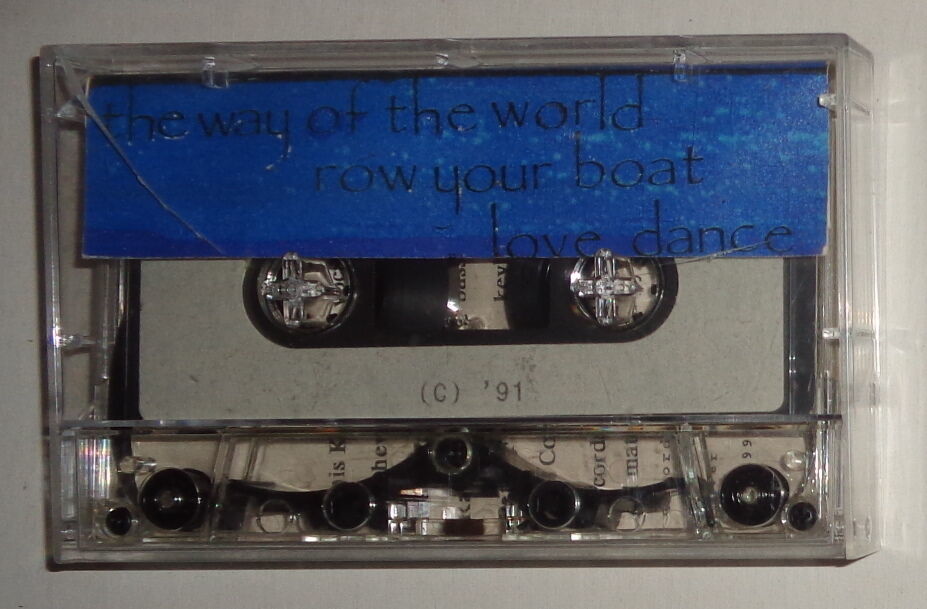 the way of the world
row your boat
love dance
(C) '91